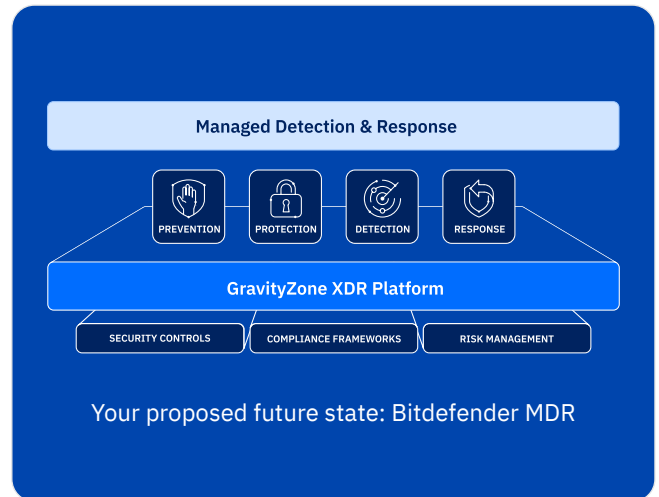 Managed Detection & Response
PREVENTION
PROTECTION
DETECTION
RESPONSE
GravityZone XDR Platform
SECURITY CONTROLS
COMPLIANCE FRAMEWORKS
RISK MANAGEMENT
Your proposed future state: Bitdefender MDR